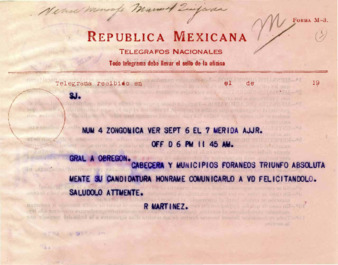 M
FORMA M-3.
REPUBLICA MEXICANA
TELEGRAFOS NACIONALES
Todo telegrama debe llevar el sello de la oficina
Telegrama recibido en el de 19
SJ.
NUM 4 ZONGONICA VER SEPT 6 EL 7 MERIDA AJJR.
OFF D 6 PM 11 45 AM.
GRAL A OBREGON.
CABECERA Y MUNICIPIOS FORANEOS TRIUNFO ABSOLUTA
MENTE SU CANDIDATURA HONRAME COMUNICARLO A VD FELICITANDOLO.
SALUDOLO ATTMENTE.
R MARTINEZ.